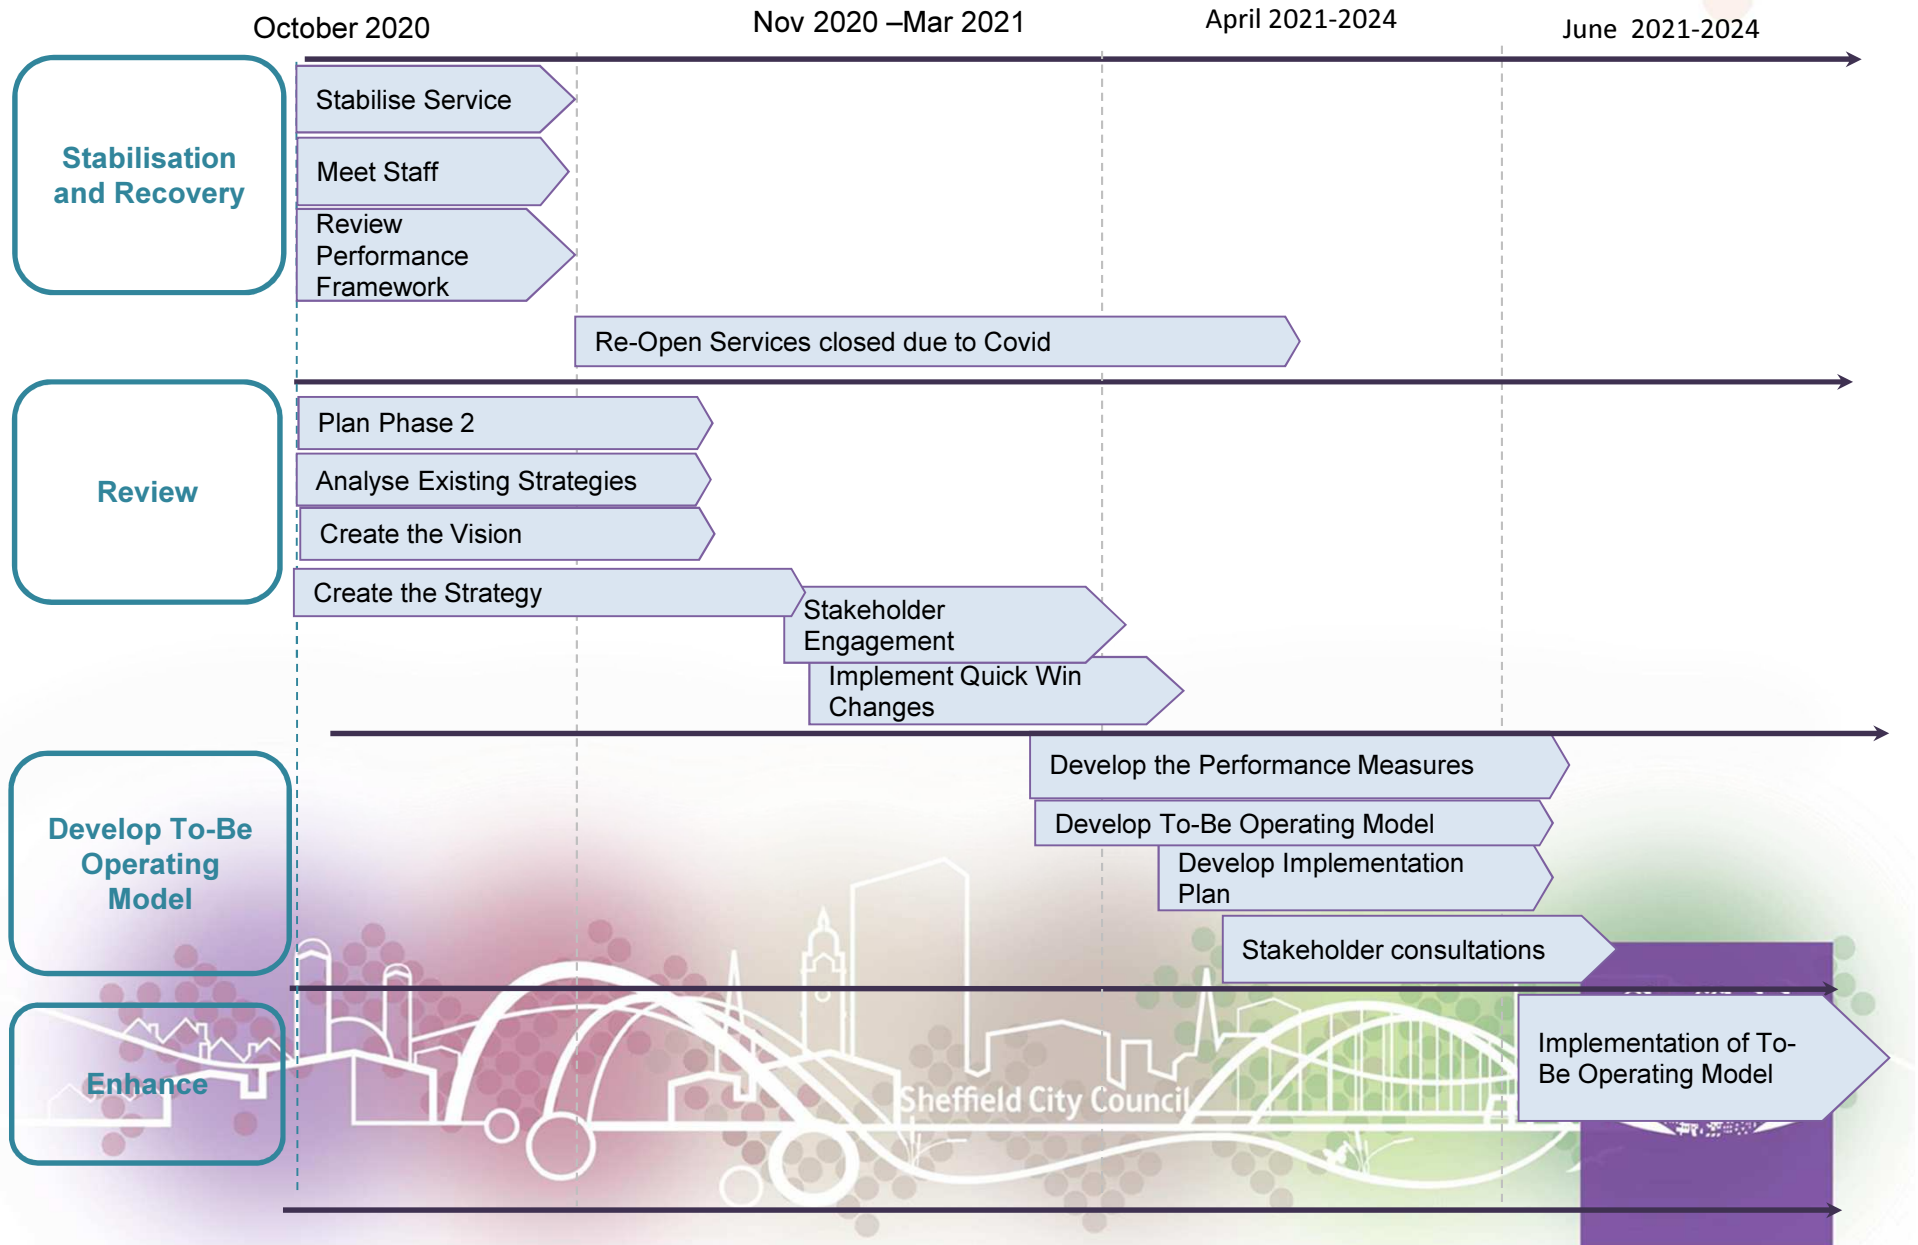 October 2020
Nov 2020 –Mar 2021
April 2021-2024
June 2021-2024
Stabilisation
and Recovery
Stabilise Service
Meet Staff
Review
Performance
Framework
Re-Open Services closed due to Covid
Review
Plan Phase 2
Analyse Existing Strategies
Create the Vision
Create the Strategy
Stakeholder
Engagement
Implement Quick Win
Changes
Develop To-Be
Operating
Model
Develop the Performance Measures
Develop To-Be Operating Model
Develop Implementation
Plan
Stakeholder consultations
Enhance
Implementation of To-
Be Operating Model
Sheffield City Council